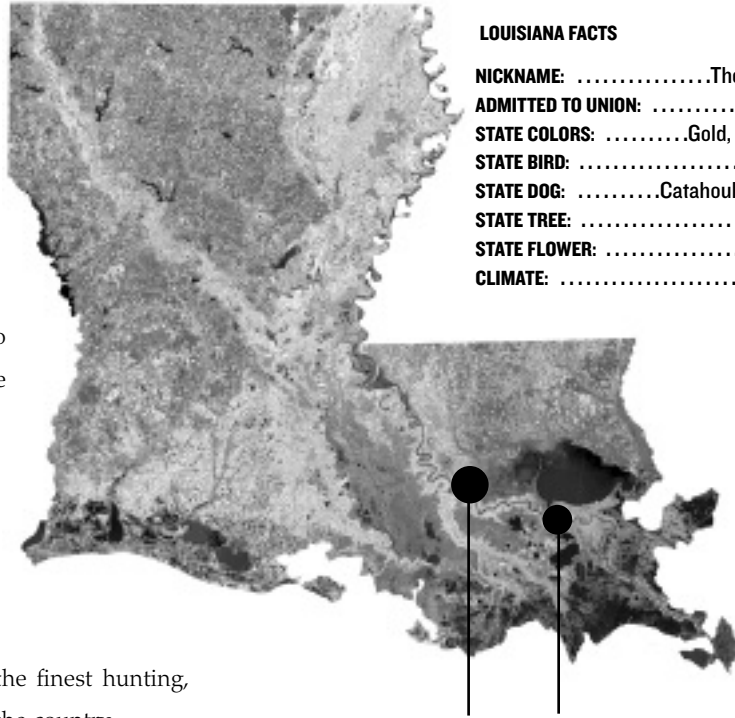 LOUISIANA FACTS
NICKNAME: ................The
ADMITTED TO UNION: ..........
STATE COLORS: ..........Gold,
STATE BIRD: ...................
STATE DOG: ..........Catahoul
STATE TREE: ..................
STATE FLOWER: ................
CLIMATE: .....................
o
e
the finest hunting,
the country